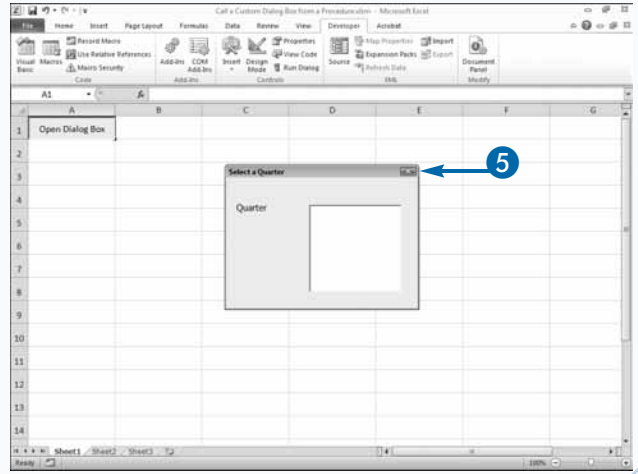 Call a Custom Dialog Box from a Procedure.xlsm - Microsoft Excel
File Home Insert Page Layout Formulas Data Review View Developer Acrobat
Visual Basic
Macros
Record Macro
Use Relative References
Macro Security
Code
Add-Ins
COM Add-Ins
Add-Ins
Insert
Design Mode
Properties
View Code
Run Dialog
Controls
Source
Map Properties
Expansion Packs
Refresh Data
Import
Export
XML
Document Panel
Modify
A1 fx
A B C D E F G
1 Open Dialog Box
2
3 Select a Quarter 5
4 Quarter
5
6
7
8
9
10
11
12
13
14
Sheet1 Sheet2 Sheet3
Ready 100%